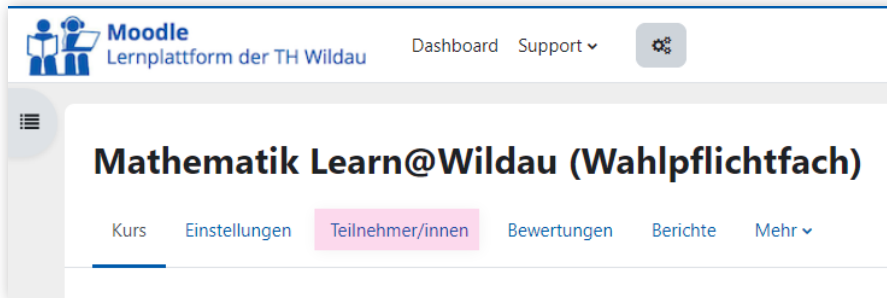 Moodle
Lernplattform der TH Wildau
Dashboard Support
Mathematik Learn@Wildau (Wahlpflichtfach)
Kurs Einstellungen Teilnehmer/innen Bewertungen Berichte Mehr